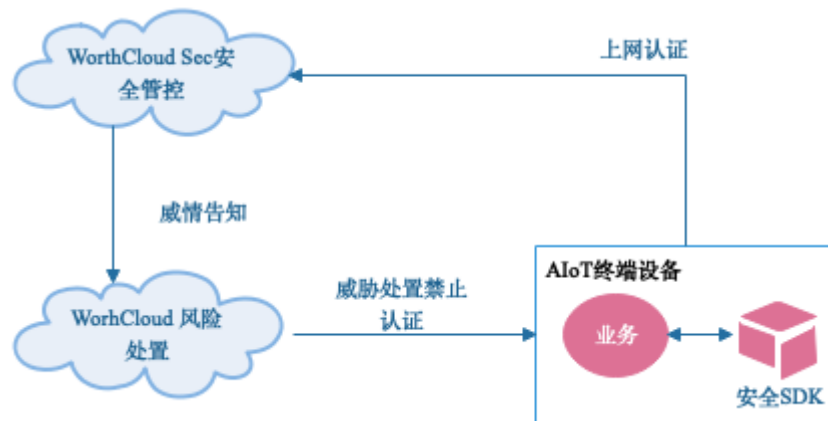 WorthCloud Sec安
全管控
上网认证
威情告知
AIoT终端设备
威胁处置禁止
认证
WorhCloud 风险
处置
业务
安全SDK